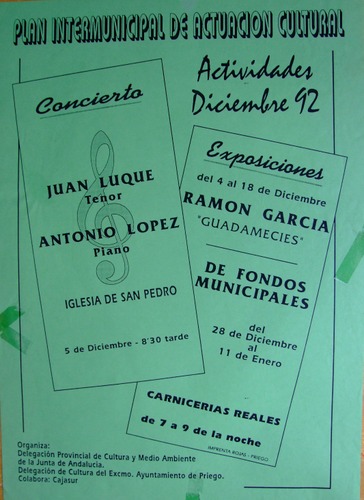 PLAN INTERMUNICIPAL DE ACTUACION CULTURAL
Actividades
Diciembre 92
Concierto
JUAN LUQUE
Tenor
ANTONIO LOPEZ
Piano
IGLESIA DE SAN PEDRO
5 de Diciembre - 8'30 tarde
Exposiciones
del 4 al 18 de Diciembre
RAMON GARCIA
"GUADAMECIES"
DE FONDOS
MUNICIPALES
del
28 de Diciembre
al
11 de Enero
CARNICERIAS REALES
de 7 a 9 de la noche
IMPRENTA ROJAS - PRIEGO
Organiza:
Delegación Provincial de Cultura y Medio Ambiente
de la Junta de Andalucia.
Delegación de Cultura del Excmo. Ayuntamiento de Priego.
Colabora: Cajasur